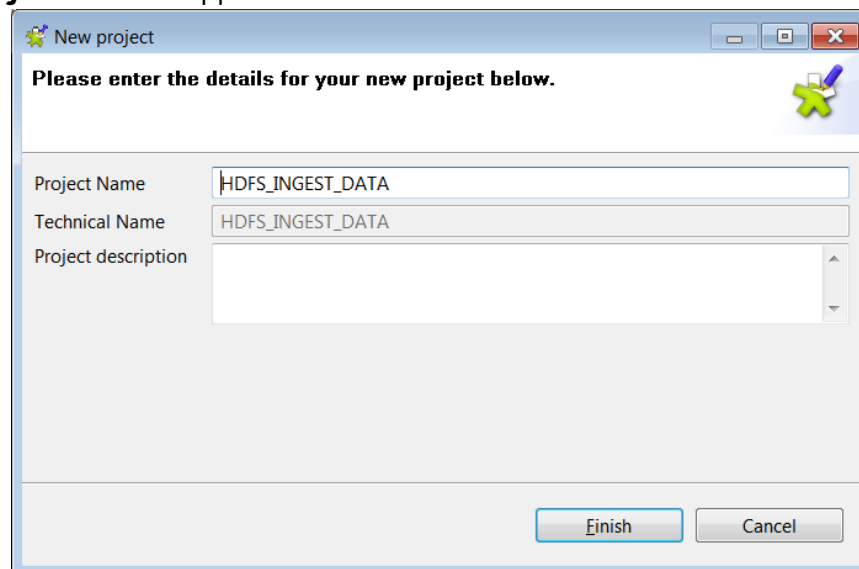 New project
Please enter the details for your new project below.
Project Name HDFS_INGEST_DATA
Technical Name HDFS_INGEST_DATA
Project description
Finish Cancel